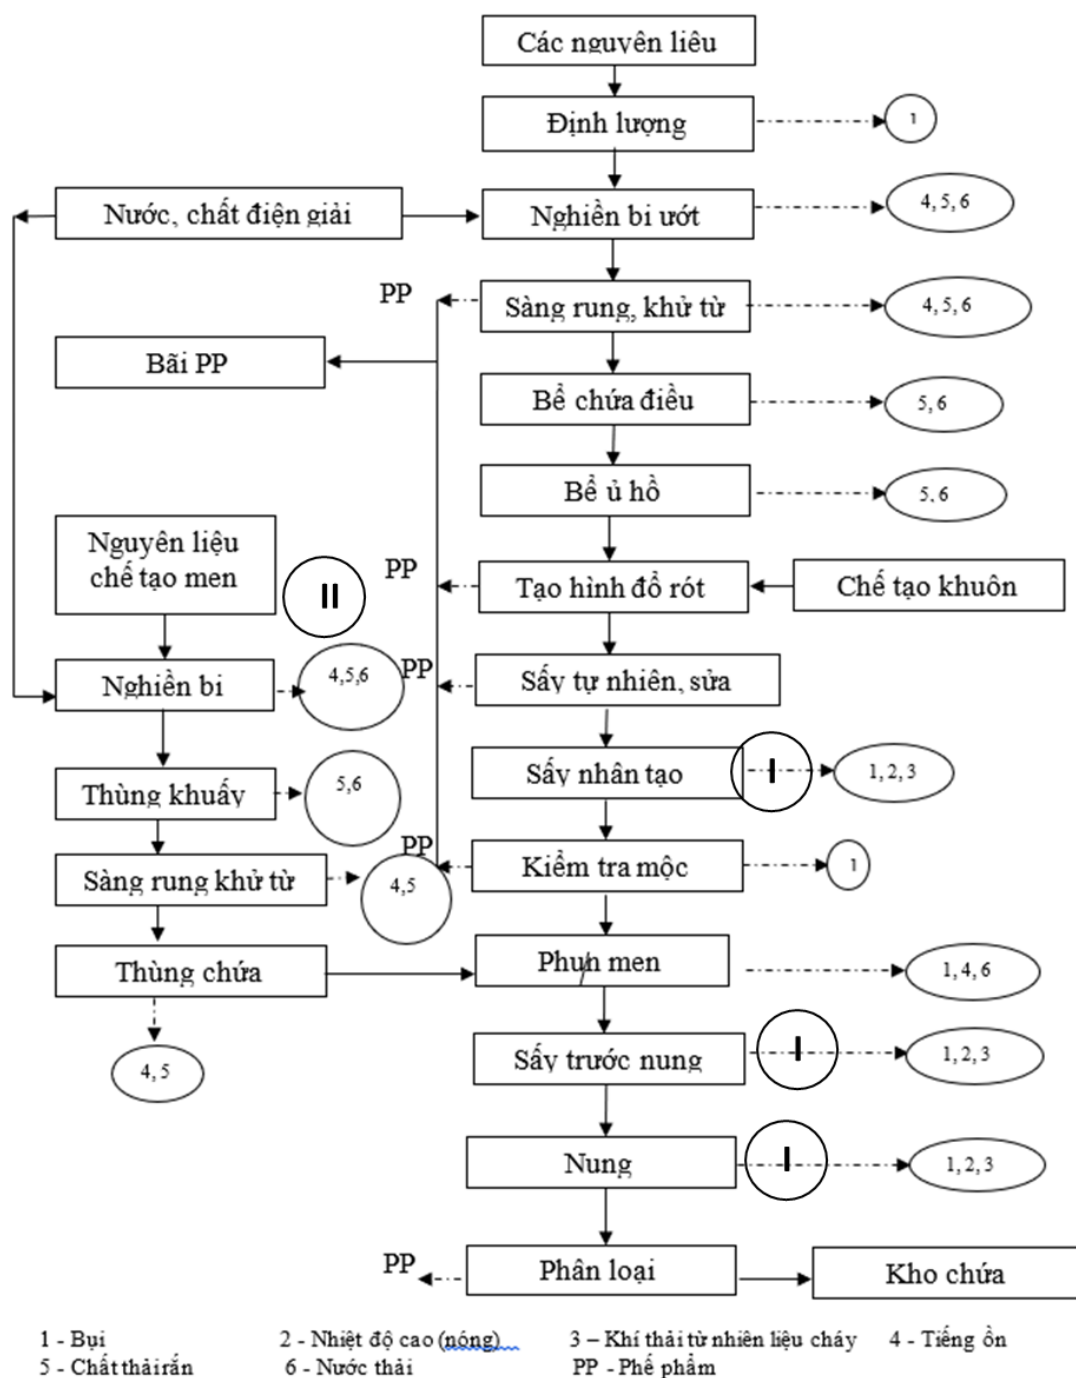 Các nguyên liêu
Định lượng
1
Nước, chất điện giải
Nghiền bi ướt
4, 5, 6
PP
Sàng rung, khử từ
4, 5, 6
Bãi PP
Bể chứa điều
5, 6
Bể ủ hồ
5, 6
Nguyên liệu
chế tạo men
II
PP
Tạo hình đổ rót
Chế tạo khuôn
Nghiền bi
4,5,6
PP
Sấy tự nhiên, sửa
Sấy nhân tạo
I
1, 2, 3
Thùng khuấy
5,6
PP
Kiểm tra mộc
1
Sàng rung khử từ
4,5
Thùng chứa
Phun men
1, 4, 6
4, 5
Sấy trước nung
I
1, 2, 3
Nung
I
1, 2, 3
PP
Phân loại
Kho chứa
1 - Bụi 2 - Nhiệt độ cao (nóng) 3 – Khí thải từ nhiên liệu cháy 4 - Tiếng ồn
5 - Chất thải rắn 6 - Nước thải PP - Phế phẩm